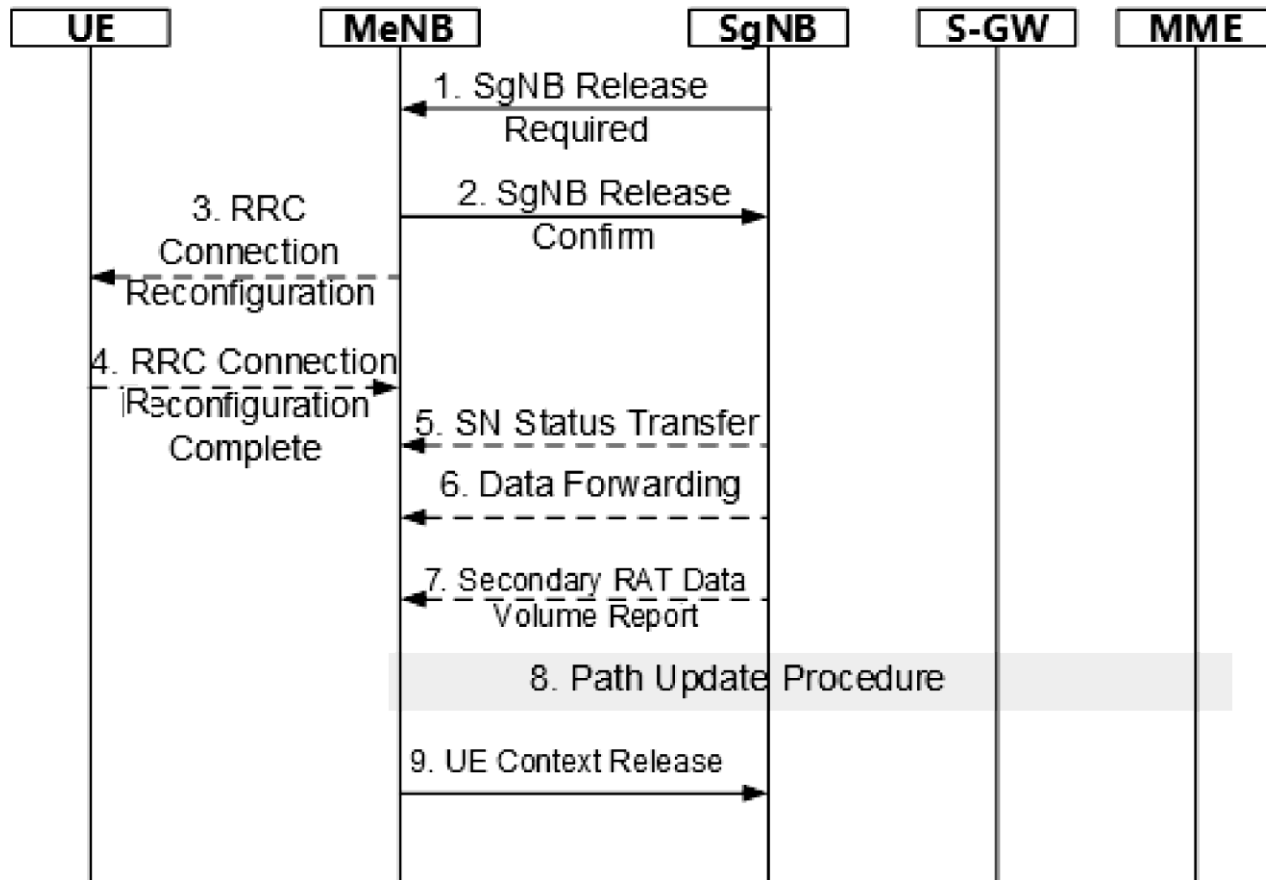 UE MeNB SgNB S-GW MME
1. SgNB Release
Required
2. SgNB Release
Confirm
3. RRC
Connection
Reconfiguration
4. RRC Connection
Reconfiguration
Complete
5. SN Status Transfer
6. Data Forwarding
7. Secondary RAT Data
Volume Report
8. Path Update Procedure
9. UE Context Release